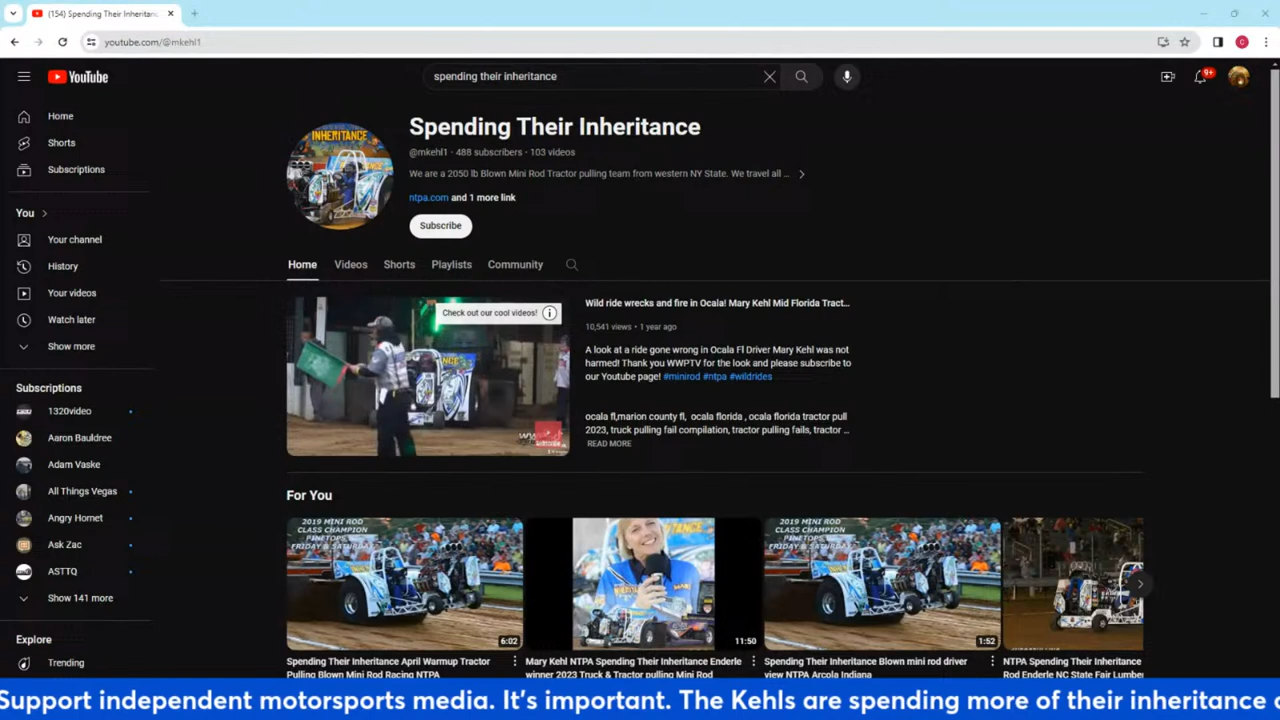 (154) Spending Their Inheritanc
youtube.com/@mkehl1
YouTube
spending their inheritance
9+
Home
Shorts
Subscriptions
You
Your channel
History
Your videos
Watch later
Show more
Subscriptions
1320video
Aaron Bauldree
Adam Vaske
All Things Vegas
Angry Hornet
Ask Zac
ASTTQ
Show 141 more
Explore
Trending
INHERITANCE
Spending Their Inheritance
@mkehl1 · 488 subscribers · 103 videos
We are a 2050 lb Blown Mini Rod Tractor pulling team from western NY State. We travel all ...
ntpa.com and 1 more link
Subscribe
Home Videos Shorts Playlists Community
Check out our cool videos!
Wild ride wrecks and fire in Ocala! Mary Kehl Mid Florida Tract...
10,541 views · 1 year ago
A look at a ride gone wrong in Ocala Fl Driver Mary Kehl was not
harmed! Thank you WWPTV for the look and please subscribe to
our Youtube page! #minirod #ntpa #wildrides
ocala fl,marion county fl, ocala florida , ocala florida tractor pull
2023, truck pulling fail compilation, tractor pulling fails, tractor ...
READ MORE
For You
2019 MINI ROD
CLASS CHAMPION
PINETOPS
FRIDAY & SATURDAY
6:02
Spending Their Inheritance April Warmup Tractor
Pulling Blown Mini Rod Racing NTPA
11:50
Mary Kehl NTPA Spending Their Inheritance Enderle
winner 2023 Truck & Tractor pulling Mini Rod
2019 MINI ROD
CLASS CHAMPION
PINETOPS
FRIDAY & SATURDAY
1:52
Spending Their Inheritance Blown mini rod driver
view NTPA Arcola Indiana
NTPA Spending Their Inheritance
Rod Enderle NC State Fair Lumber
Support independent motorsports media. It's important. The Kehls are spending more of their inheritance